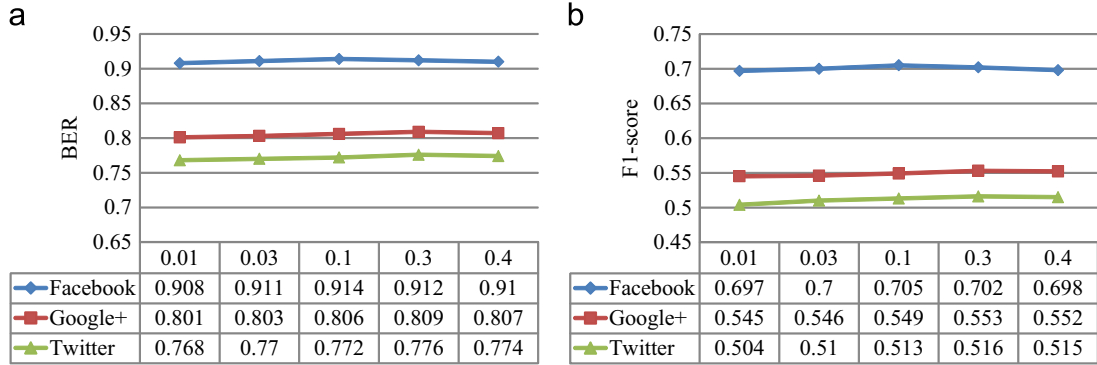 a
0.95
0.9
0.85
0.8
0.75
0.7
0.65
BER
0.01 0.03 0.1 0.3 0.4
Facebook 0.908 0.911 0.914 0.912 0.91
Google+ 0.801 0.803 0.806 0.809 0.807
Twitter 0.768 0.77 0.772 0.776 0.774
b
0.75
0.7
0.65
0.6
0.55
0.5
0.45
F1-score
0.01 0.03 0.1 0.3 0.4
Facebook 0.697 0.7 0.705 0.702 0.698
Google+ 0.545 0.546 0.549 0.553 0.552
Twitter 0.504 0.51 0.513 0.516 0.515